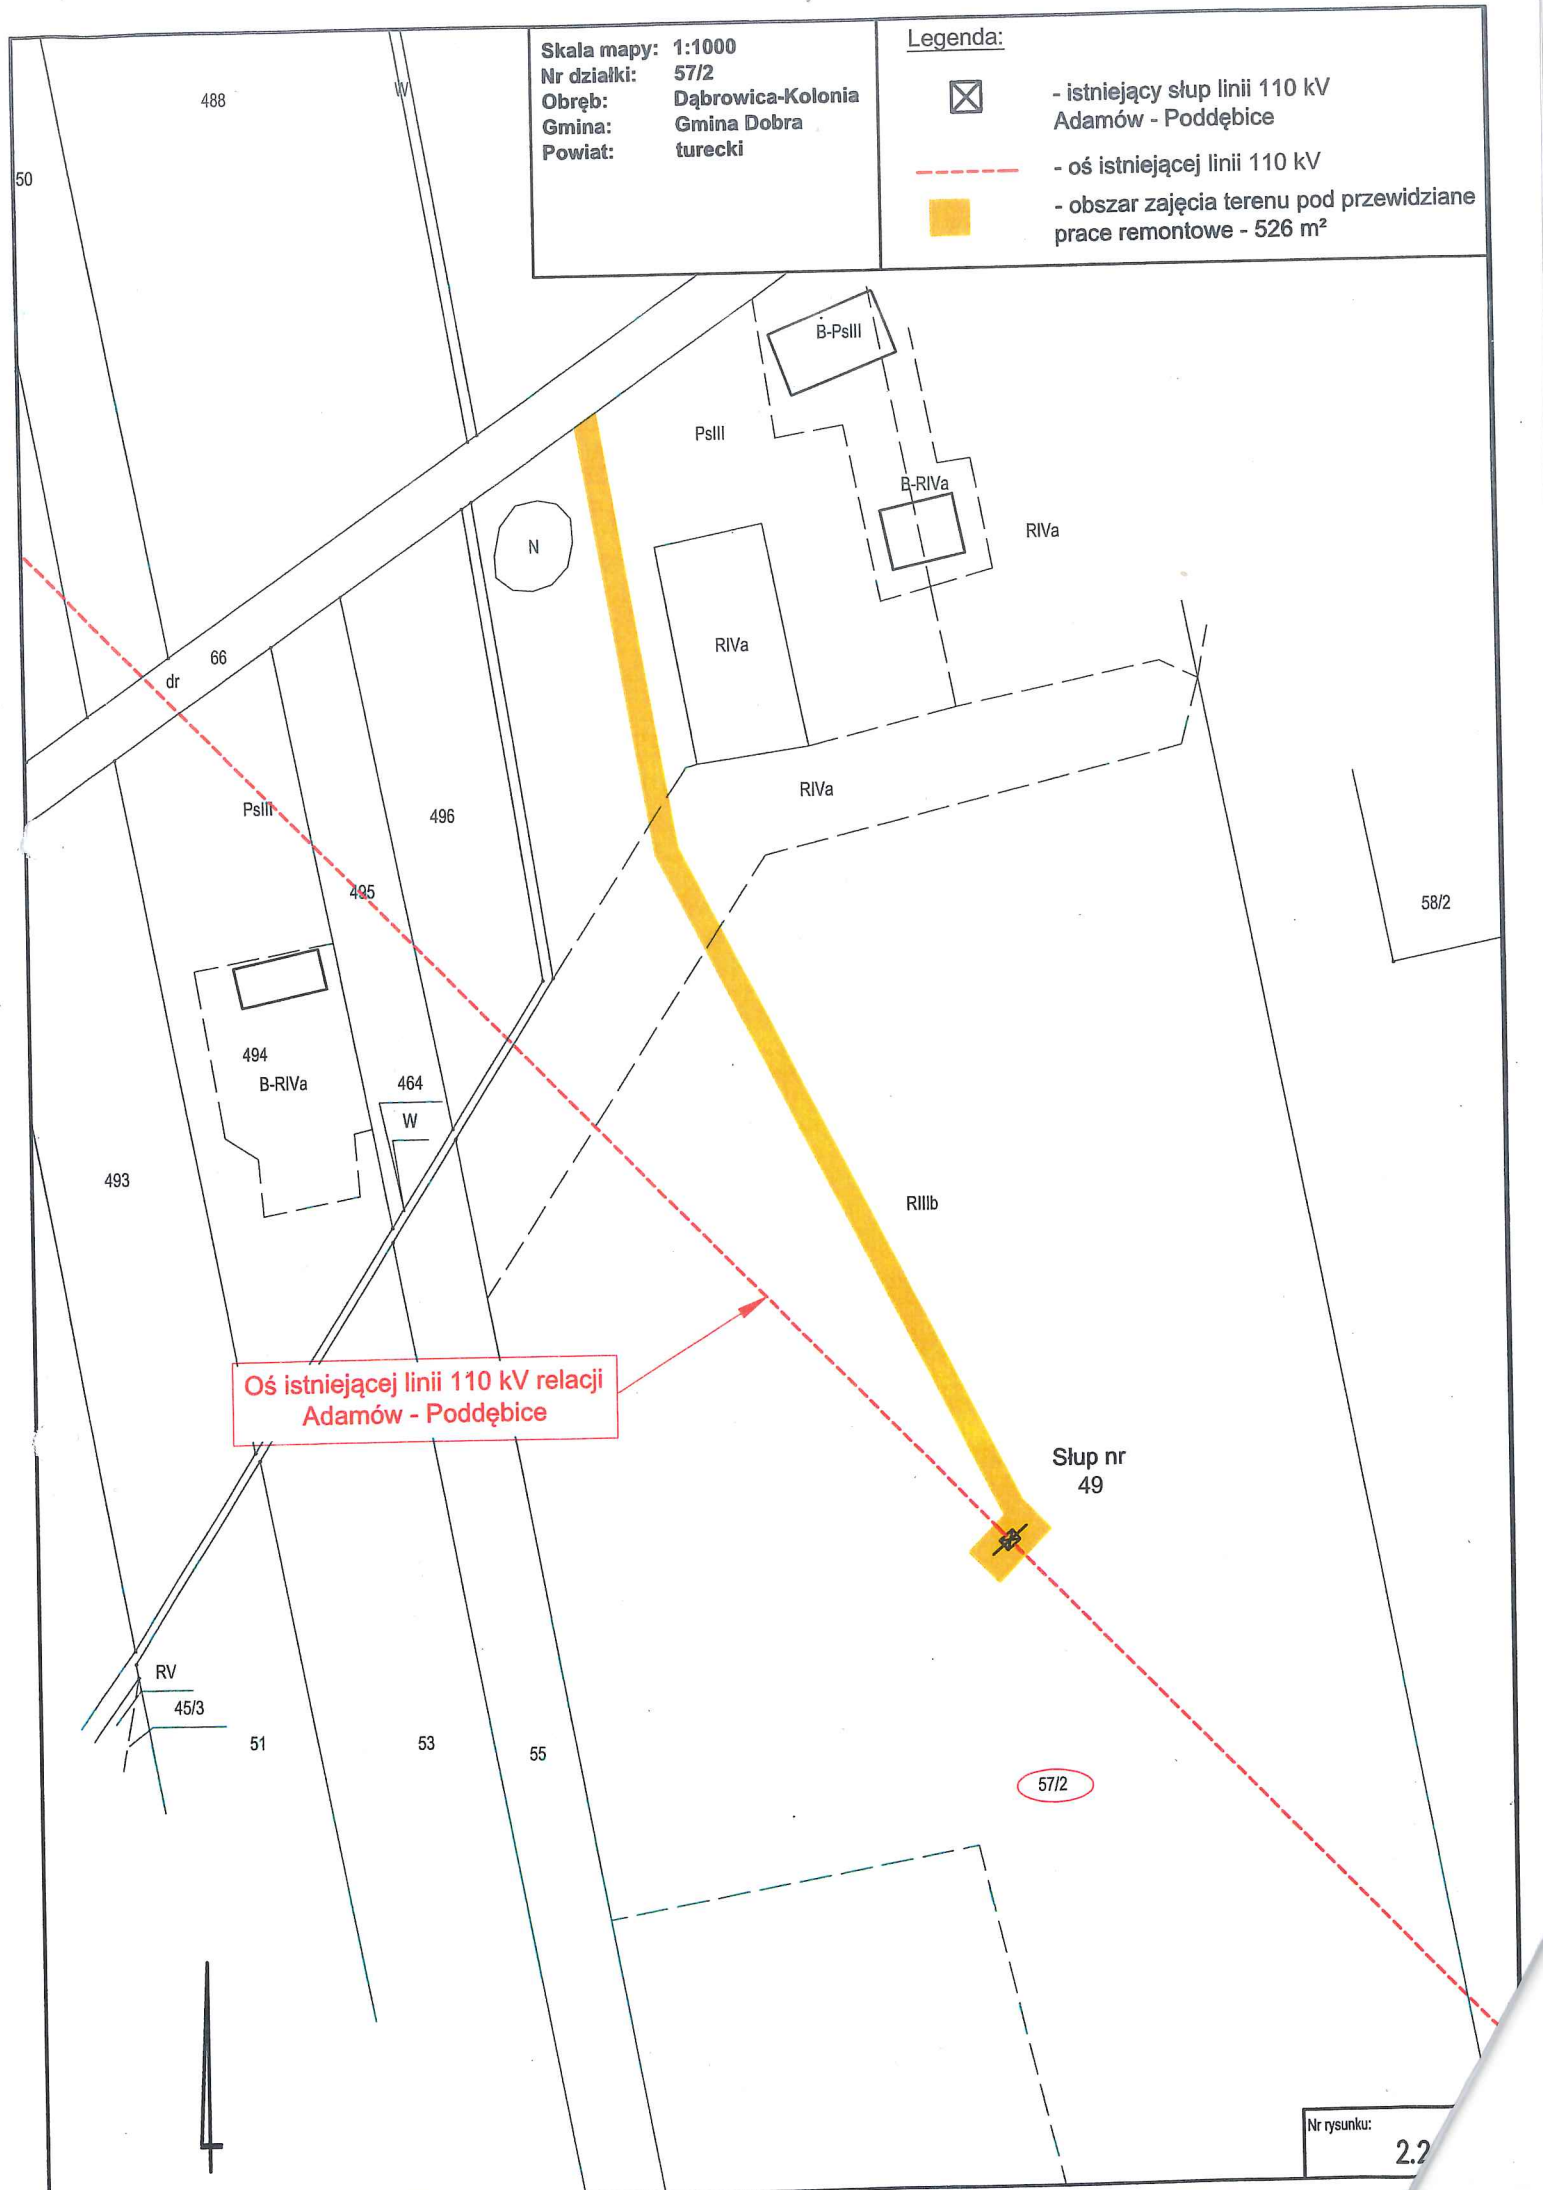 Skala mapy: 1:1000
Nr działki: 57/2
Obręb: Dąbrowica-Kolonia
Gmina: Gmina Dobra
Powiat: turecki
Legenda:
- istniejący słup linii 110 kV
Adamów - Poddębice
- oś istniejącej linii 110 kV
- obszar zajęcia terenu pod przewidziane
prace remontowe - 526 m²
488
W
50
B-PsIII
PsIII
B-RIVa
RIVa
N
RIVa
66
dr
RIVa
PsIII
496
495
58/2
494
B-RIVa
464
W
493
RIIIb
Oś istniejącej linii 110 kV relacji
Adamów - Poddębice
Słup nr
49
RV
45/3
51
53
55
57/2
Nr rysunku:
2.2